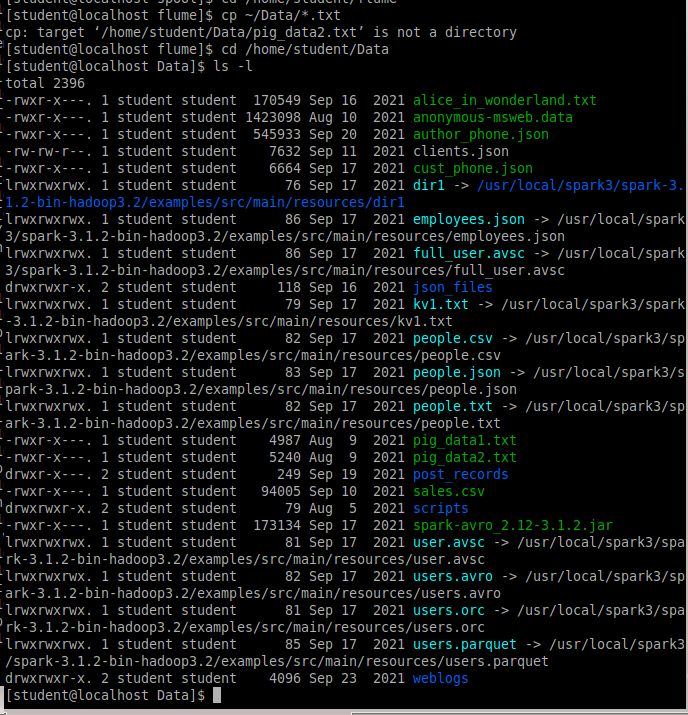 [student@localhost flume]$ cp ~/Data/*.txt
cp: target ‘/home/student/Data/pig_data2.txt’ is not a directory
[student@localhost flume]$ cd /home/student/Data
[student@localhost Data]$ ls -l
total 2396
-rwxr-x---. 1 student student  170549 Sep 16  2021 alice_in_wonderland.txt
-rwxr-x---. 1 student student 1423098 Aug 10  2021 anonymous-msweb.data
-rwxr-x---. 1 student student  545933 Sep 20  2021 author_phone.json
-rw-rw-r--. 1 student student    7632 Sep 11  2021 clients.json
-rwxr-x---. 1 student student    6664 Sep 17  2021 cust_phone.json
lrwxrwxrwx. 1 student student      76 Sep 17  2021 dir1 -> /usr/local/spark3/spark-3.
1.2-bin-hadoop3.2/examples/src/main/resources/dir1
lrwxrwxrwx. 1 student student      86 Sep 17  2021 employees.json -> /usr/local/spark
3/spark-3.1.2-bin-hadoop3.2/examples/src/main/resources/employees.json
lrwxrwxrwx. 1 student student      86 Sep 17  2021 full_user.avsc -> /usr/local/spark
3/spark-3.1.2-bin-hadoop3.2/examples/src/main/resources/full_user.avsc
drwxrwxr-x. 2 student student     118 Sep 16  2021 json_files
lrwxrwxrwx. 1 student student      79 Sep 17  2021 kv1.txt -> /usr/local/spark3/spark
-3.1.2-bin-hadoop3.2/examples/src/main/resources/kv1.txt
lrwxrwxrwx. 1 student student      82 Sep 17  2021 people.csv -> /usr/local/spark3/sp
ark-3.1.2-bin-hadoop3.2/examples/src/main/resources/people.csv
lrwxrwxrwx. 1 student student      83 Sep 17  2021 people.json -> /usr/local/spark3/s
park-3.1.2-bin-hadoop3.2/examples/src/main/resources/people.json
lrwxrwxrwx. 1 student student      82 Sep 17  2021 people.txt -> /usr/local/spark3/sp
ark-3.1.2-bin-hadoop3.2/examples/src/main/resources/people.txt
-rwxr-x---. 1 student student    4987 Aug  9  2021 pig_data1.txt
-rwxr-x---. 1 student student    5240 Aug  9  2021 pig_data2.txt
drwxrwxr-x. 2 student student     249 Sep 19  2021 post_records
-rwxr-x---. 1 student student   94005 Sep 10  2021 sales.csv
drwxrwxr-x. 2 student student      79 Aug  5  2021 scripts
-rwxr-x---. 1 student student  173134 Sep 17  2021 spark-avro_2.12-3.1.2.jar
lrwxrwxrwx. 1 student student      81 Sep 17  2021 user.avsc -> /usr/local/spark3/spa
rk-3.1.2-bin-hadoop3.2/examples/src/main/resources/user.avsc
lrwxrwxrwx. 1 student student      82 Sep 17  2021 users.avro -> /usr/local/spark3/sp
ark-3.1.2-bin-hadoop3.2/examples/src/main/resources/users.avro
lrwxrwxrwx. 1 student student      81 Sep 17  2021 users.orc -> /usr/local/spark3/spa
rk-3.1.2-bin-hadoop3.2/examples/src/main/resources/users.orc
lrwxrwxrwx. 1 student student      85 Sep 17  2021 users.parquet -> /usr/local/spark3
/spark-3.1.2-bin-hadoop3.2/examples/src/main/resources/users.parquet
drwxrwxr-x. 2 student student    4096 Sep 23  2021 weblogs
[student@localhost Data]$